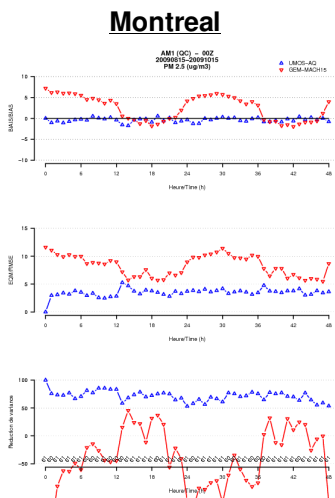 Montreal
AM1 (QC) - 00Z
20090815-20091015
PM 2.5 (ug/m3)
UMOS-AQ
GEM-MACH15
BIAIS/BIAS
10
5
0
-5
-10
0 6 12 18 24 30 36 42 48
Heure/Time (h)
EQM/RMSE
15
10
5
0
0 6 12 18 24 30 36 42 48
Heure/Time (h)
Reduction de variance
100
50
0
-50
0 6 12 18 24 30 36 42 48
Heure/Time (h)